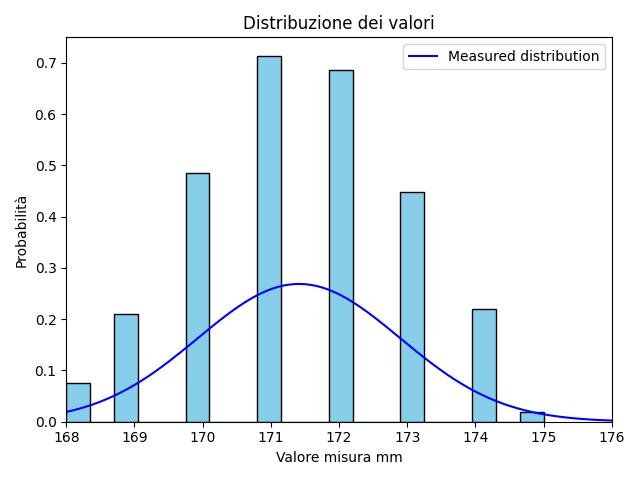 Distribuzione dei valori
Measured distribution
Probabilità
0.7
0.6
0.5
0.4
0.3
0.2
0.1
0.0
168 169 170 171 172 173 174 175 176
Valore misura mm